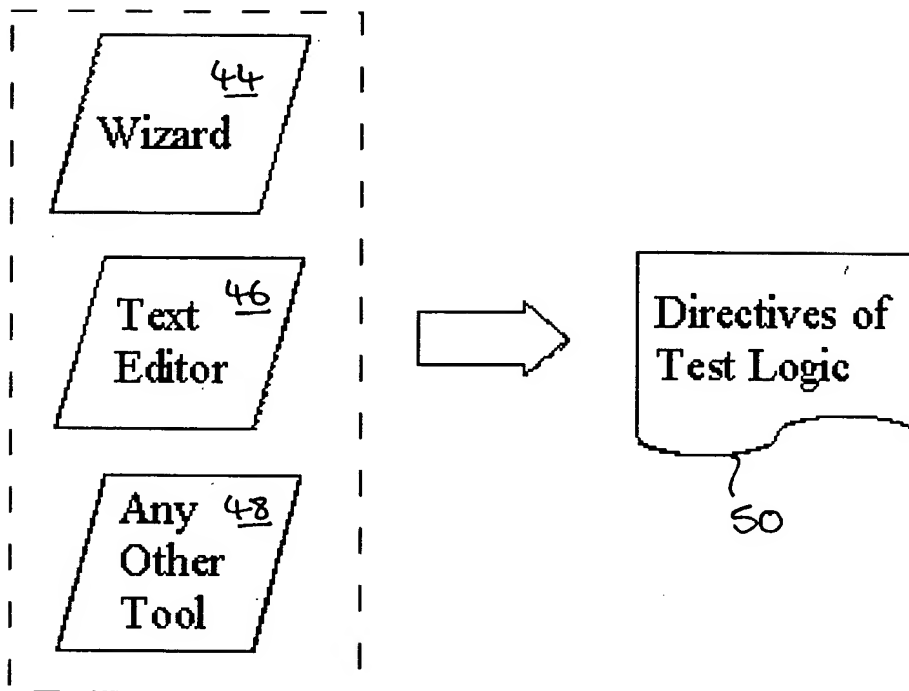 44
Wizard
46
Text
Editor
Any 48
Other
Tool
Directives of
Test Logic
50